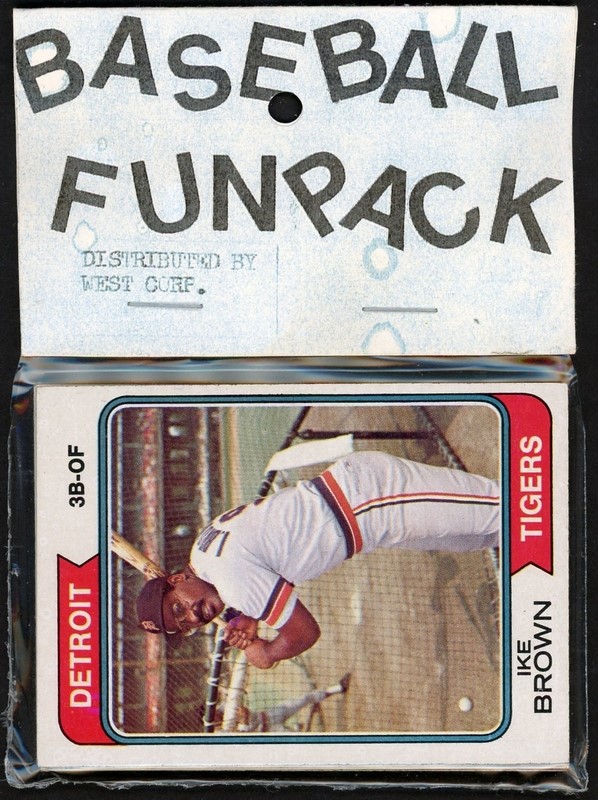 BASEBALL
FUNPACK
DISTRIBUTED BY
WEST CORP.
DETROIT
3B-OF
TIGERS
IKE
BROWN